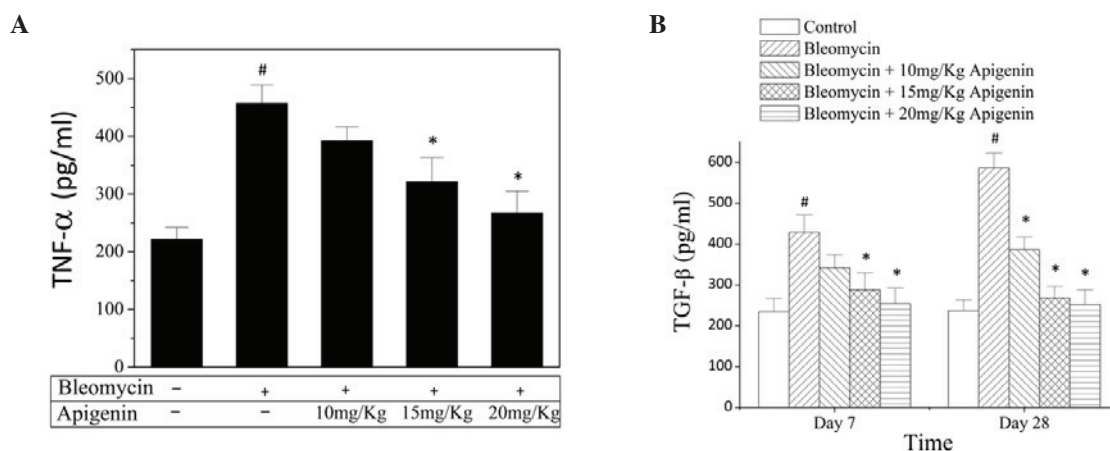 A
TNF-α (pg/ml)
500
400
300
200
100
0
#
*
*
Bleomycin − + + + +
Apigenin − − 10mg/Kg 15mg/Kg 20mg/Kg
B
Control
Bleomycin
Bleomycin + 10mg/Kg Apigenin
Bleomycin + 15mg/Kg Apigenin
Bleomycin + 20mg/Kg Apigenin
TGF-β (pg/ml)
600
500
400
300
200
100
0
#
*
*
#
*
*
*
Day 7 Day 28
Time